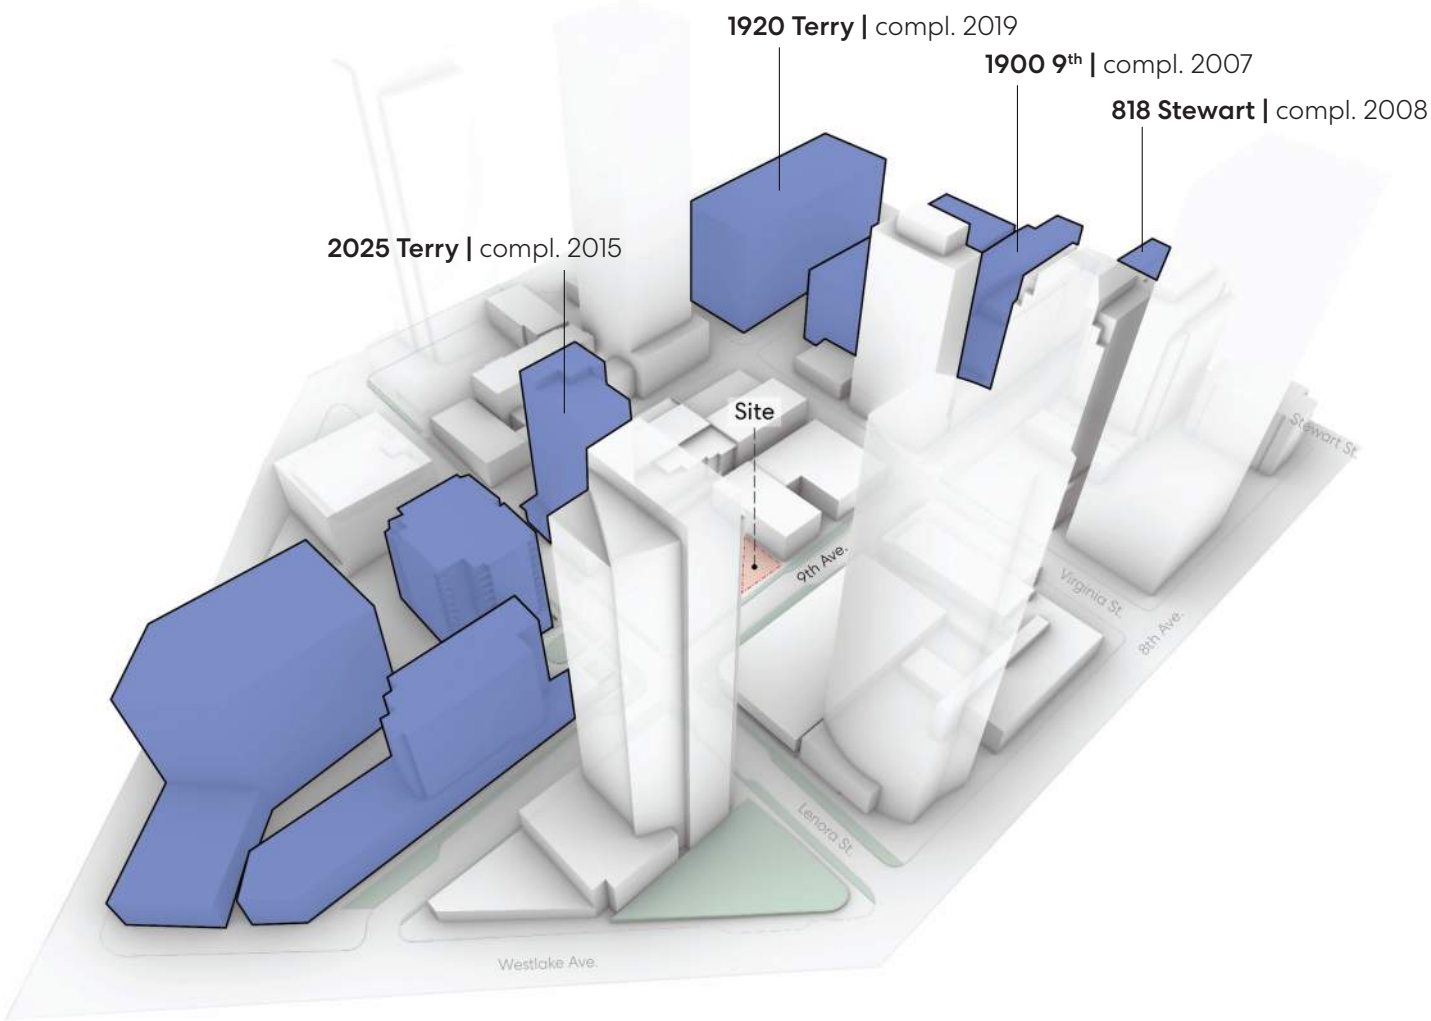 1920 Terry | compl. 2019
1900 9th | compl. 2007
818 Stewart | compl. 2008
2025 Terry | compl. 2015
Site
Stewart St.
9th Ave.
Virginia St.
8th Ave.
Lenora St.
Westlake Ave.